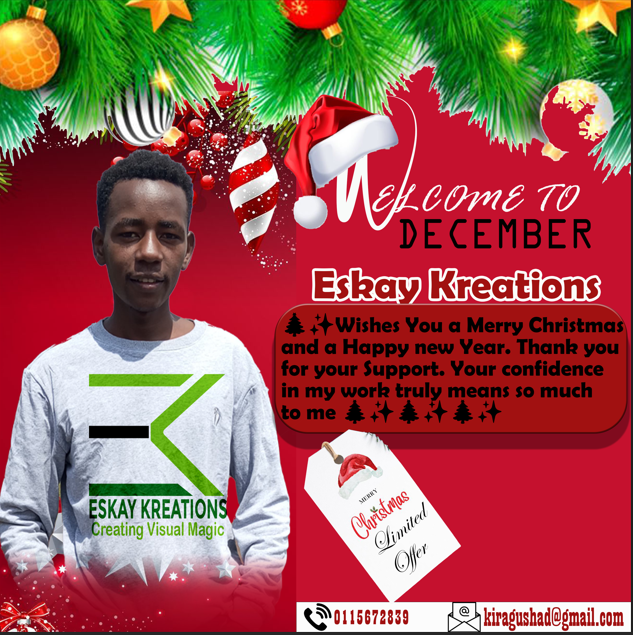 WELCOME TO
DECEMBER
Eskay Kreations
🌲✨Wishes You a Merry Christmas
and a Happy new Year. Thank you
for your Support. Your confidence
in my work truly means so much
to me 🌲✨🌲✨🌲✨
ESKAY KREATIONS
Creating Visual Magic
MERRY
Christmas
Limited
Offer
0115672839
kiragushad@gmail.com